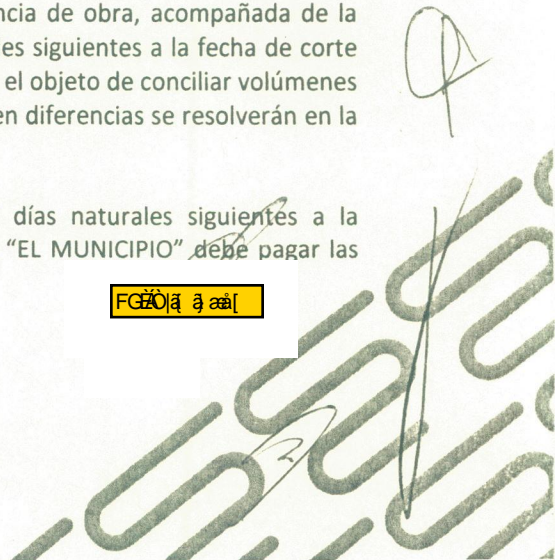 ncia de obra, acompañada de la
es siguientes a la fecha de corte
el objeto de conciliar volúmenes
en diferencias se resolverán en la
días naturales siguientes a la
"EL MUNICIPIO" debe pagar las